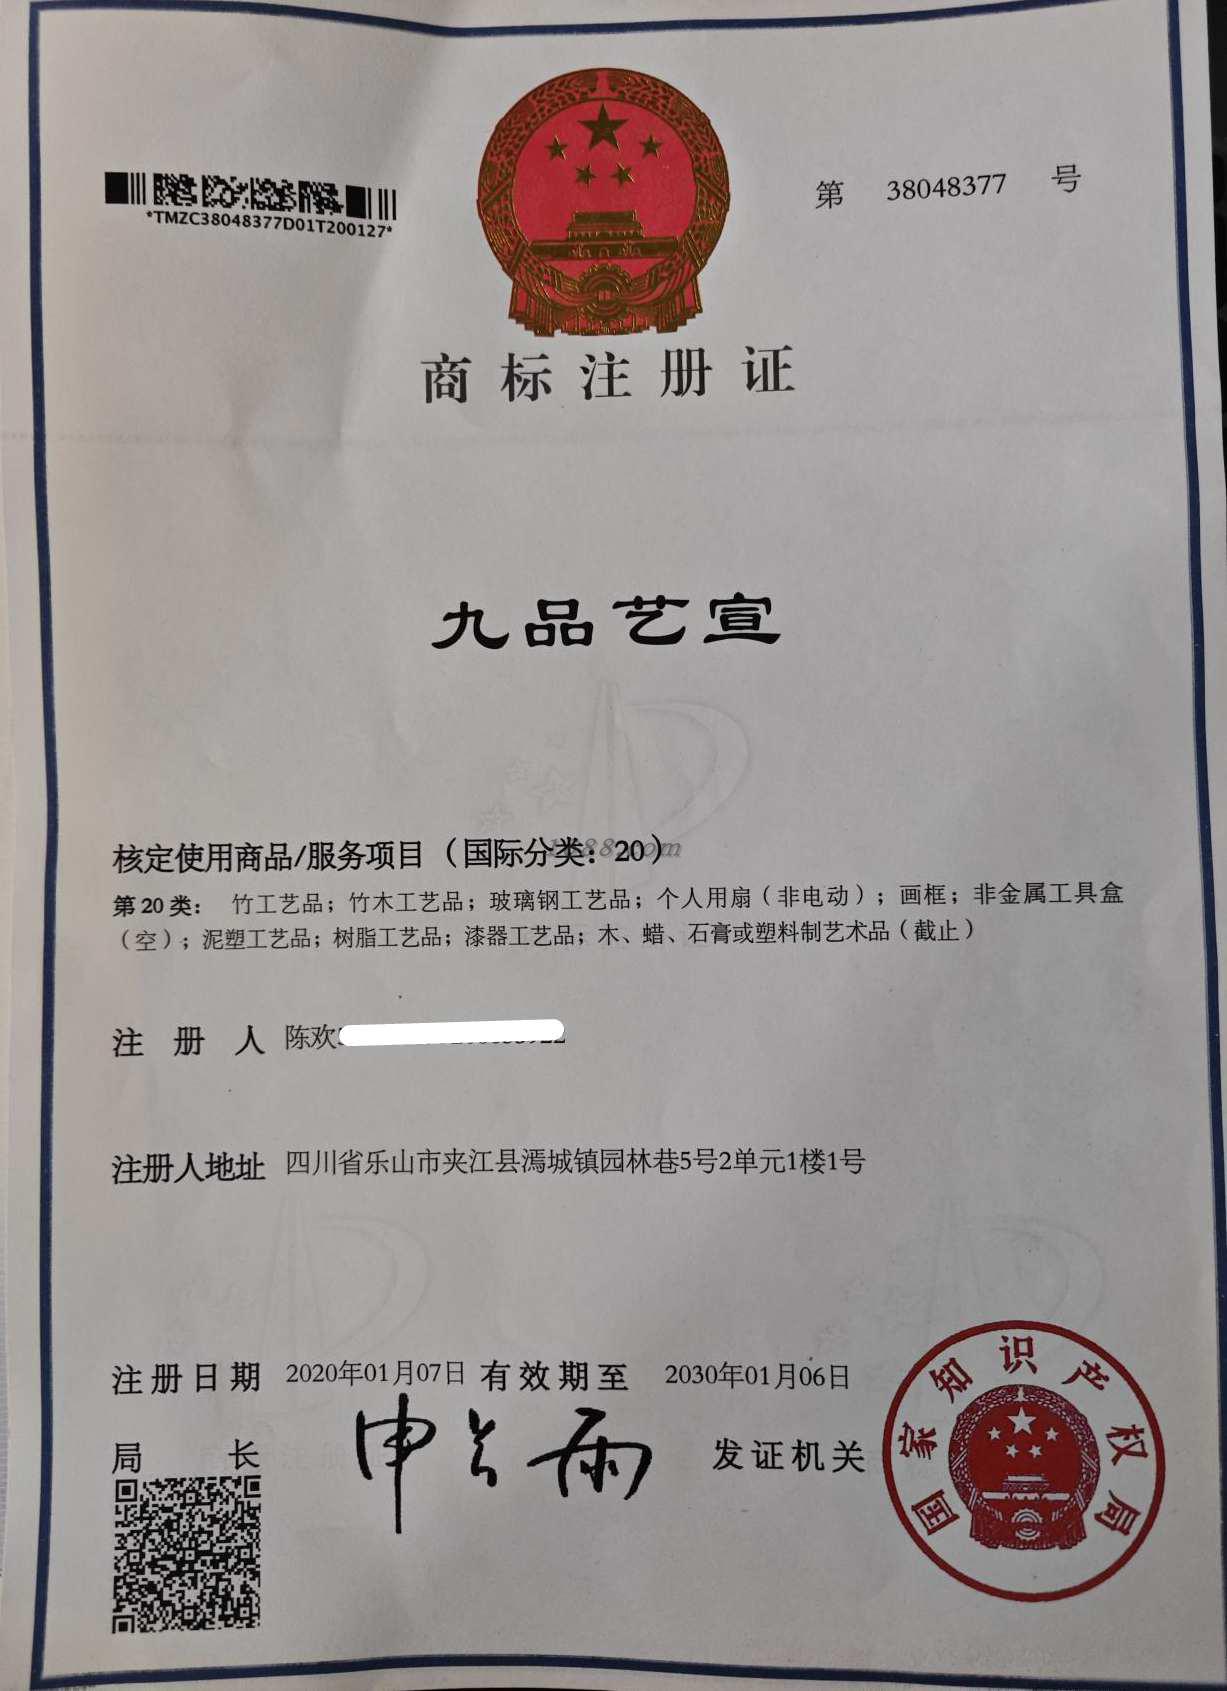 *TMZC38048377D01T200127*
第 38048377 号
商标注册证
九品艺宣
1688.com
核定使用商品/服务项目（国际分类：20）
第20类： 竹工艺品；竹木工艺品；玻璃钢工艺品；个人用扇（非电动）；画框；非金属工具盒
（空）；泥塑工艺品；树脂工艺品；漆器工艺品；木、蜡、石膏或塑料制艺术品（截止）
注册人 陈欢
注册人地址 四川省乐山市夹江县漹城镇园林巷5号2单元1楼1号
注册日期 2020年01月07日 有效期至 2030年01月06日
局长 申长雨 发证机关
国家知识产权局